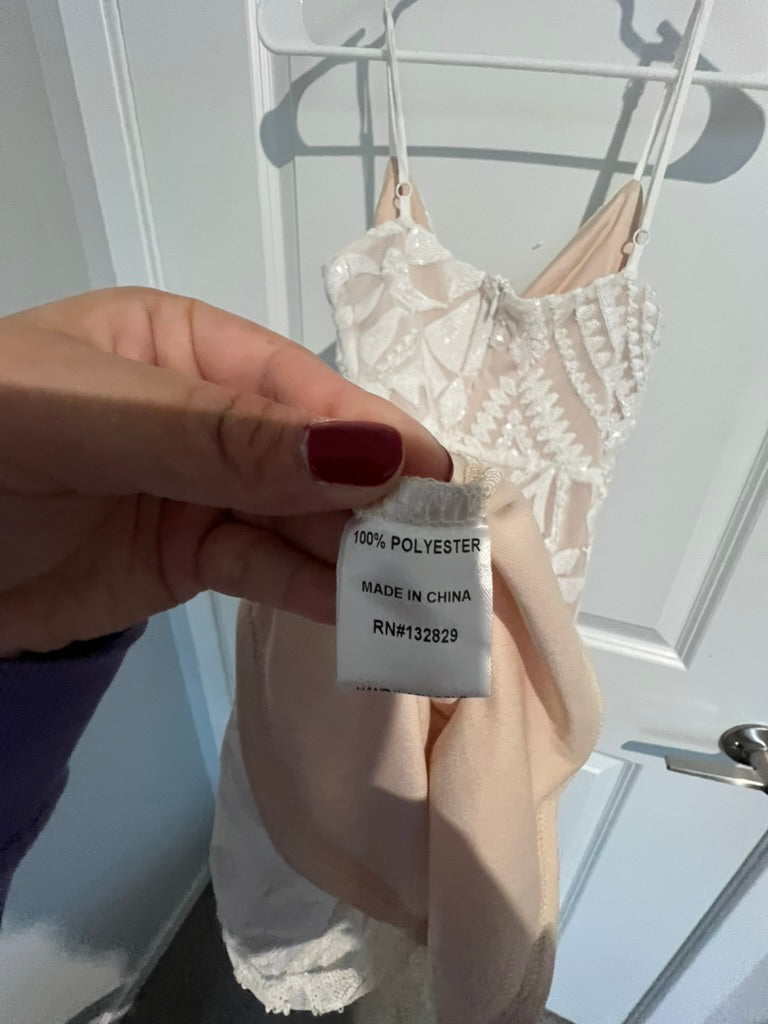 100% POLYESTER
MADE IN CHINA
RN#132829